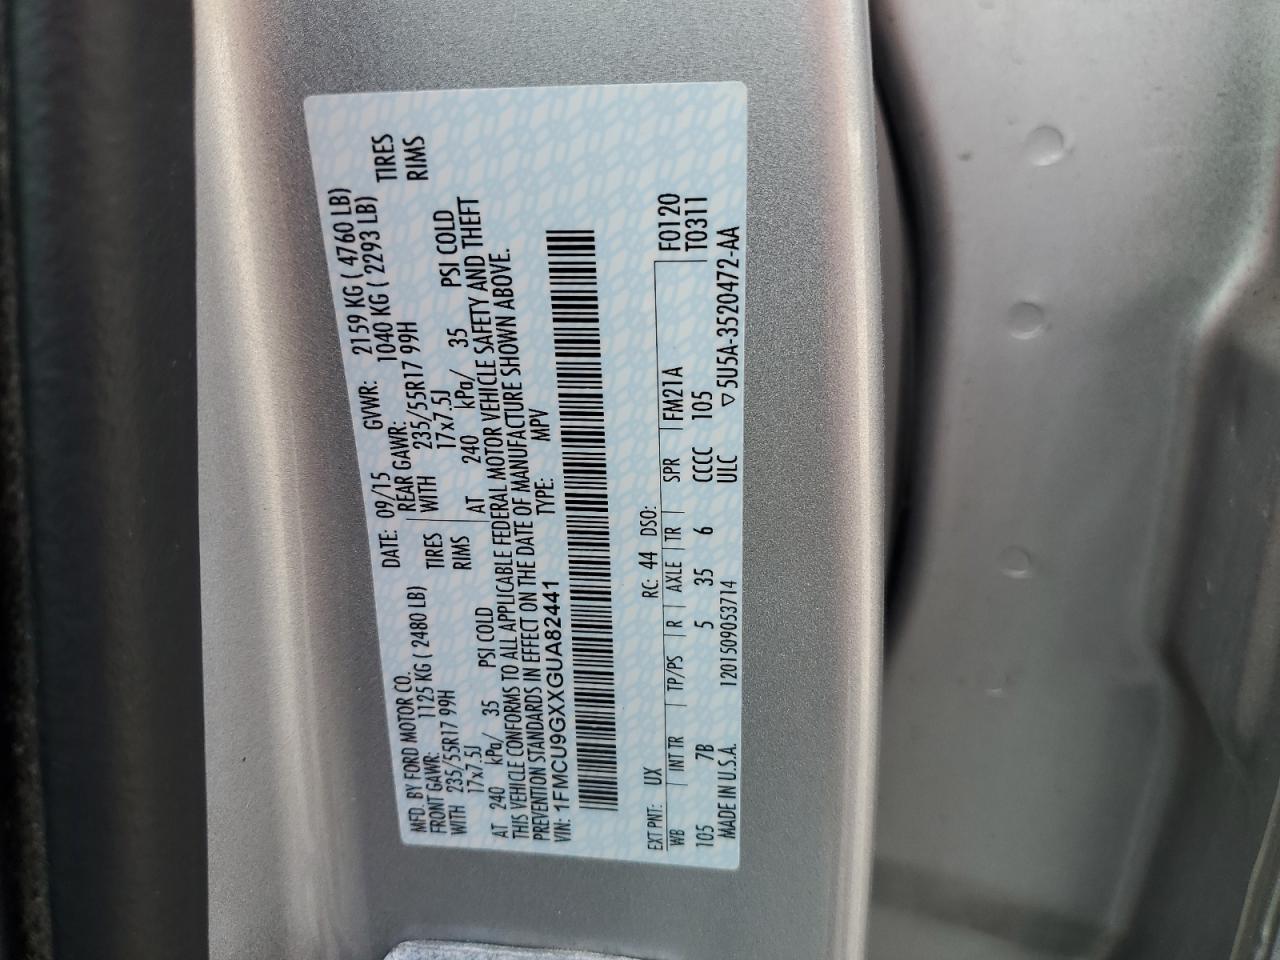 MFD. BY FORD MOTOR CO. DATE: 09/15 GVWR: 2159 KG ( 4760 LB)
FRONT GAWR: 1125 KG ( 2480 LB) REAR GAWR: 1040 KG ( 2293 LB)
WITH 235/55R17 99H TIRES WITH 235/55R17 99H TIRES
17x7.5J RIMS 17x7.5J RIMS
AT 240 kPa/ 35 PSI COLD AT 240 kPa/ 35 PSI COLD
THIS VEHICLE CONFORMS TO ALL APPLICABLE FEDERAL MOTOR VEHICLE SAFETY AND THEFT
PREVENTION STANDARDS IN EFFECT ON THE DATE OF MANUFACTURE SHOWN ABOVE.
VIN: 1FMCU9GXXGUA82441 TYPE: MPV
EXT PNT: UX RC: 44 DSO: F0120
WB INT TR TP/PS R AXLE TR SPR FM21A T0311
105 7B 5 35 6 CCCC 105
MADE IN U.S.A. 1201509053714 ULC ▽5U5A-3520472-AA